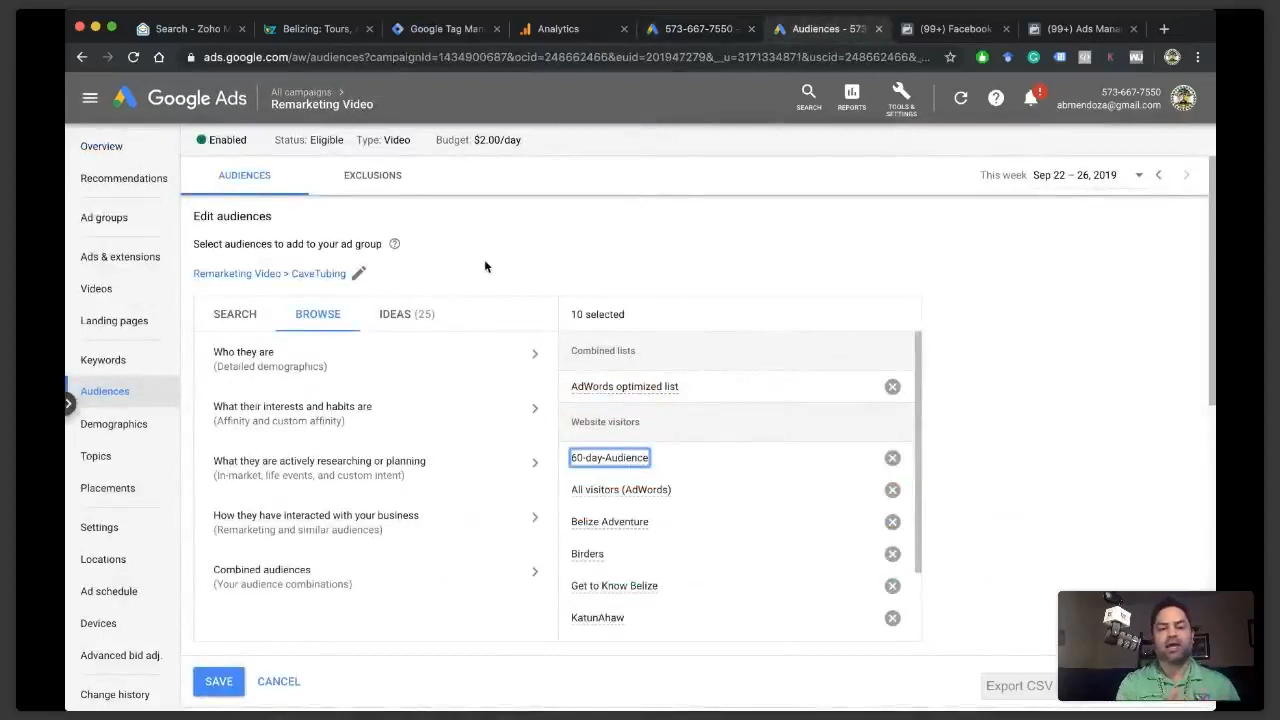 Search - Zoho M
Belizing: Tours, A
Google Tag Man
Analytics
573-667-7550 -
Audiences - 573
(99+) Facebook
(99+) Ads Mana
ads.google.com/aw/audiences?campaignId=1434900687&ocid=248662466&euid=201947279&__u=3171334871&uscid=248662466&_...
Google Ads
All campaigns >
Remarketing Video
SEARCH
REPORTS
TOOLS &
SETTINGS
573-667-7550
abmendoza@gmail.com
Enabled
Status: Eligible
Type: Video
Budget: $2.00/day
Overview
Recommendations
Ad groups
Ads & extensions
Videos
Landing pages
Keywords
Audiences
Demographics
Topics
Placements
Settings
Locations
Ad schedule
Devices
Advanced bid adj.
Change history
AUDIENCES
EXCLUSIONS
This week Sep 22 – 26, 2019
Edit audiences
Select audiences to add to your ad group
Remarketing Video > CaveTubing
SEARCH
BROWSE
IDEAS (25)
Who they are
(Detailed demographics)
What their interests and habits are
(Affinity and custom affinity)
What they are actively researching or planning
(In-market, life events, and custom intent)
How they have interacted with your business
(Remarketing and similar audiences)
Combined audiences
(Your audience combinations)
10 selected
Combined lists
AdWords optimized list
Website visitors
60-day-Audience
All visitors (AdWords)
Belize Adventure
Birders
Get to Know Belize
KatunAhaw
SAVE
CANCEL
Export CSV